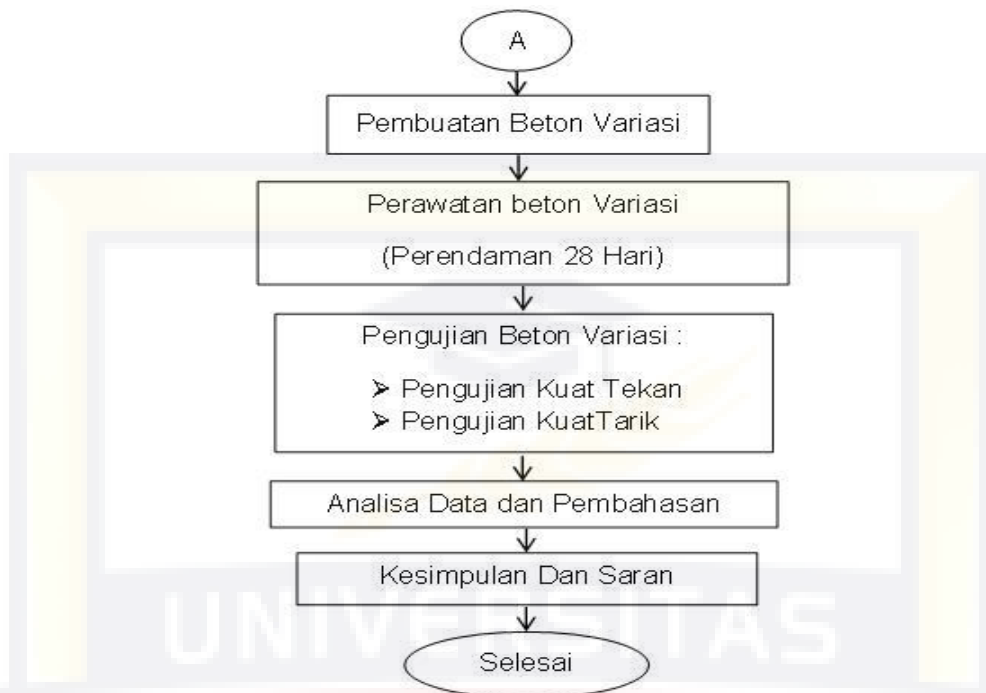 A
Pembuatan Beton Variasi
Perawatan beton Variasi
(Perendaman 28 Hari)
Pengujian Beton Variasi :
➢ Pengujian Kuat Tekan
➢ Pengujian KuatTarik
Analisa Data dan Pembahasan
Kesimpulan Dan Saran
UNIVERSITAS
Selesai